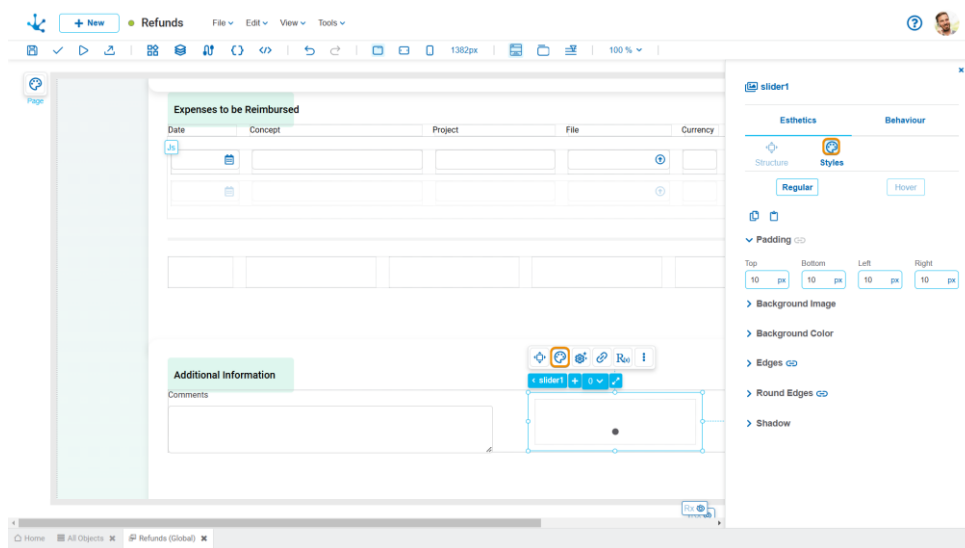 + New
Refunds
File
Edit
View
Tools
1382px
100 %
Page
Expenses to be Reimbursed
Date
Concept
Project
File
Currency
Js
Additional Information
Comments
slider1
0
slider1
Esthetics
Behaviour
Structure
Styles
Regular
Hover
Padding
Top
Bottom
Left
Right
10 px
10 px
10 px
10 px
Background Image
Background Color
Edges
Round Edges
Shadow
Rx
Home
All Objects
Refunds (Global)